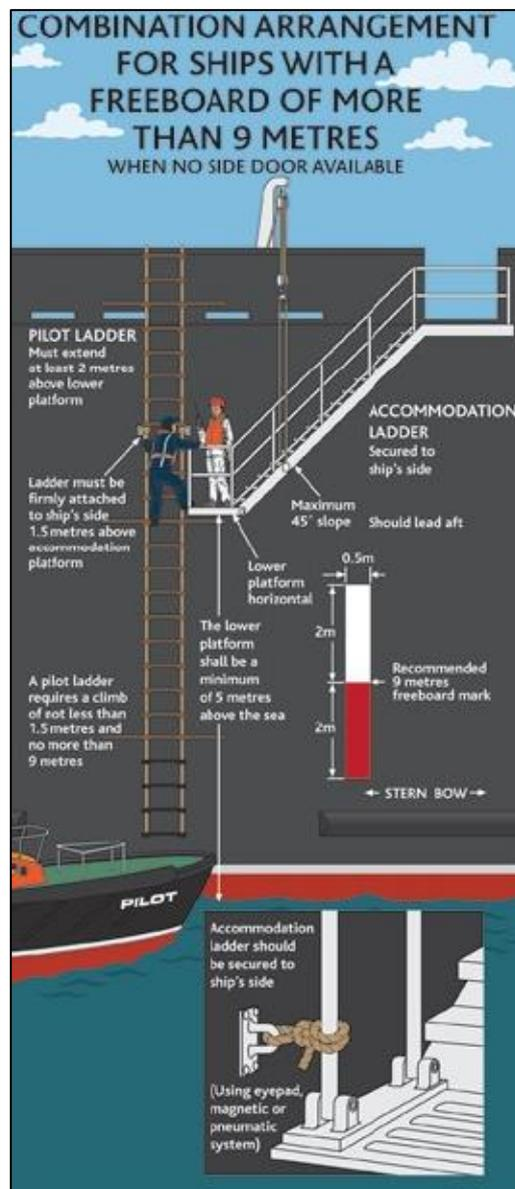 COMBINATION ARRANGEMENT
FOR SHIPS WITH A
FREEBOARD OF MORE
THAN 9 METRES
WHEN NO SIDE DOOR AVAILABLE
PILOT LADDER
Must extend
at least 2 metres
above lower
platform
Ladder must be
firmly attached
to ship's side
1.5 metres above
accommodation
platform
ACCOMMODATION
LADDER
Secured to
ship's side
Maximum
45° slope
Should lead aft
Lower
platform
horizontal
0.5m
2m
2m
Recommended
9 metres
freeboard mark
The lower
platform
shall be a
minimum
of 5 metres
above the sea
A pilot ladder
requires a climb
of not less than
1.5 metres and
no more than
9 metres
← STERN BOW →
PILOT
Accommodation
ladder should
be secured to
ship's side
(Using eyepad,
magnetic or
pneumatic
system)